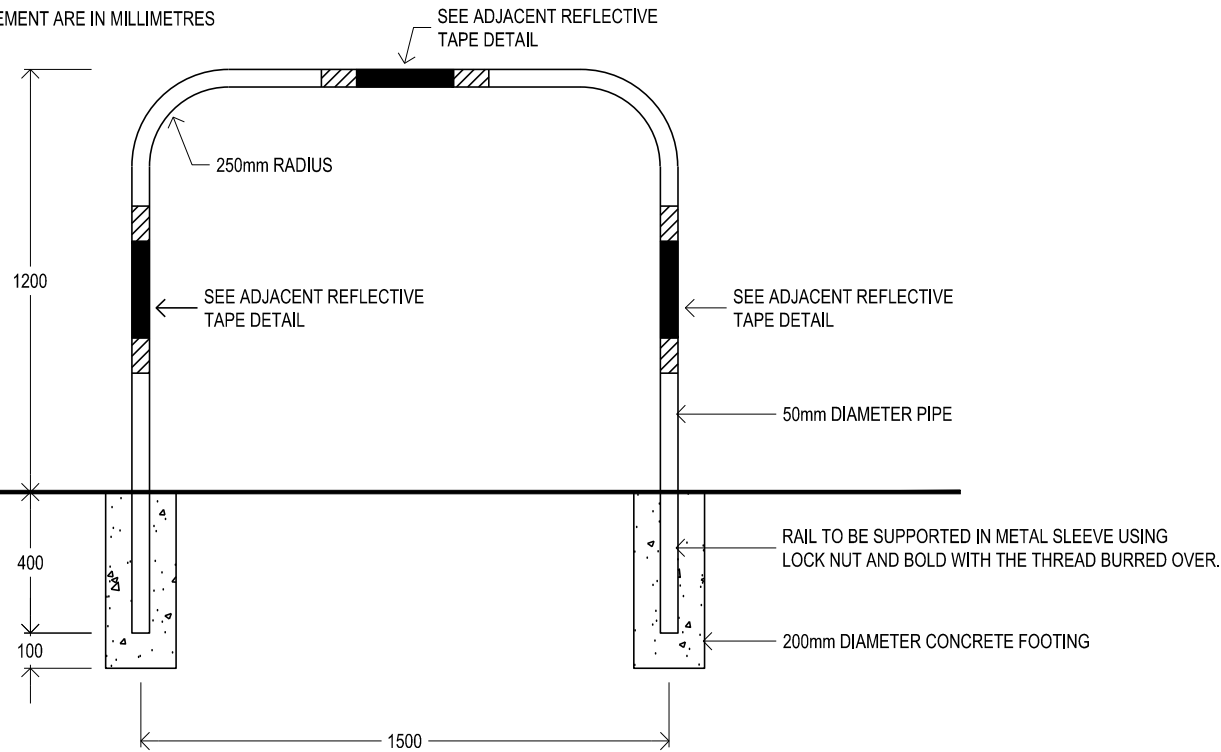 EMENT ARE IN MILLIMETRES
SEE ADJACENT REFLECTIVE
TAPE DETAIL
250mm RADIUS
1200
SEE ADJACENT REFLECTIVE
TAPE DETAIL
SEE ADJACENT REFLECTIVE
TAPE DETAIL
50mm DIAMETER PIPE
400
RAIL TO BE SUPPORTED IN METAL SLEEVE USING
LOCK NUT AND BOLD WITH THE THREAD BURRED OVER.
100
200mm DIAMETER CONCRETE FOOTING
1500